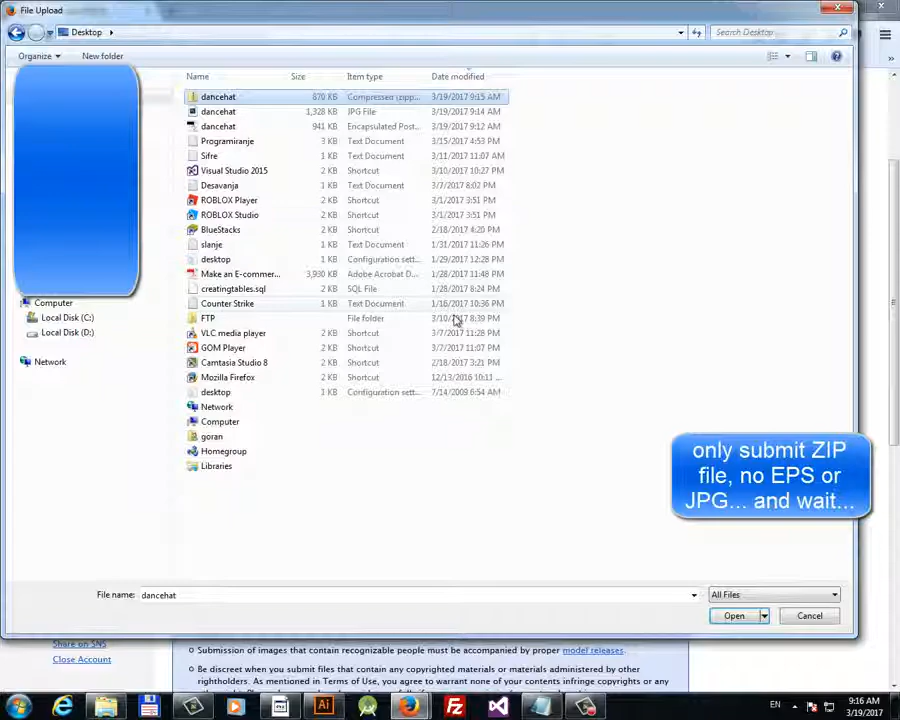 File Upload
Desktop
Search Desktop
Organize
New folder
Name Size Item type Date modified
dancehat 870 KB Compressed (zipp... 3/19/2017 9:15 AM
dancehat 1,328 KB JPG File 3/19/2017 9:14 AM
dancehat 941 KB Encapsulated Post... 3/19/2017 9:12 AM
Programiranje 3 KB Text Document 3/15/2017 4:53 PM
Sifre 1 KB Text Document 3/11/2017 11:07 AM
Visual Studio 2015 2 KB Shortcut 3/10/2017 10:27 PM
Desavanja 1 KB Text Document 3/7/2017 8:02 PM
ROBLOX Player 2 KB Shortcut 3/1/2017 3:51 PM
ROBLOX Studio 2 KB Shortcut 3/1/2017 3:51 PM
BlueStacks 2 KB Shortcut 2/18/2017 4:20 PM
slanje 1 KB Text Document 1/31/2017 11:26 PM
desktop 1 KB Configuration sett... 1/29/2017 12:28 PM
Make an E-commer... 3,930 KB Adobe Acrobat D... 1/28/2017 11:48 PM
creatingtables.sql 2 KB SQL File 1/28/2017 8:24 PM
Counter Strike 1 KB Text Document 1/16/2017 10:36 PM
FTP File folder 3/10/2017 8:39 PM
VLC media player 2 KB Shortcut 3/7/2017 11:28 PM
GOM Player 2 KB Shortcut 3/7/2017 11:07 PM
Camtasia Studio 8 2 KB Shortcut 2/18/2017 3:21 PM
Mozilla Firefox 2 KB Shortcut 12/13/2016 10:11 ...
desktop 1 KB Configuration sett... 7/14/2009 6:54 AM
Network
Computer
goran
Homegroup
Libraries
Computer
Local Disk (C:)
Local Disk (D:)
Network
only submit ZIP
file, no EPS or
JPG... and wait...
File name: dancehat
All Files
Open
Cancel
Share on SNS
Close Account
Submission of images that contain recognizable people must be accompanied by proper model releases.
Be discreet when you submit files that contain any copyrighted materials or materials administered by other
rightholders. As mentioned in Terms of Use, you agree to warrant none of your contents infringe copyrights or any
EN
9:16 AM
3/19/2017